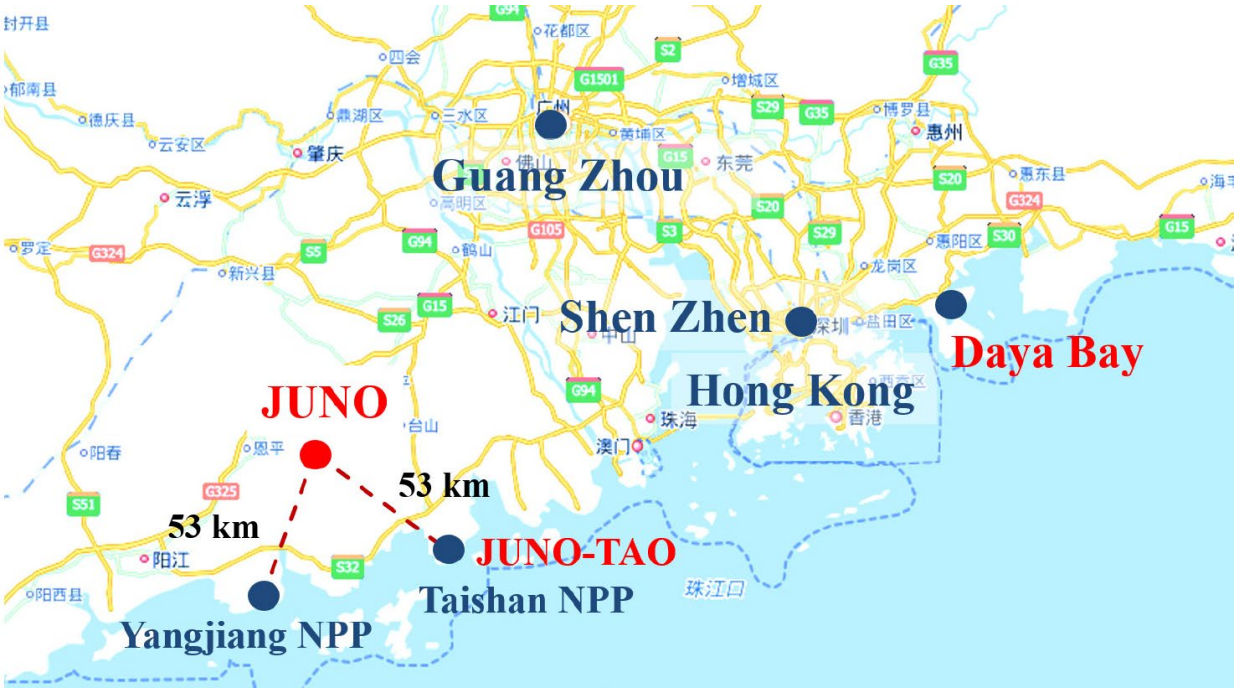 G94
封开县
花都区
S2
四会
G1501
G35
增城区
郁南县
德庆县
鼎湖区
三水区
广州
S29
G35
博罗县
黄埔区
惠州
云安区
肇庆
佛山
G15
东莞
Guang Zhou
S20
惠东县
海丰
云浮
高明区
S20
G324
罗定
G324
S5
G94
鹤山
G105
S3
S29
惠阳区
S30
G15
新兴县
龙岗区
S26
G15
江门
Shen Zhen
深圳
盐田区
中山
Daya Bay
Hong Kong
G94
JUNO
珠海
香港
台山
澳门
阳春
恩平
53 km
G325
S51
53 km
阳江
S32
JUNO-TAO
阳西县
Taishan NPP
珠江口
Yangjiang NPP